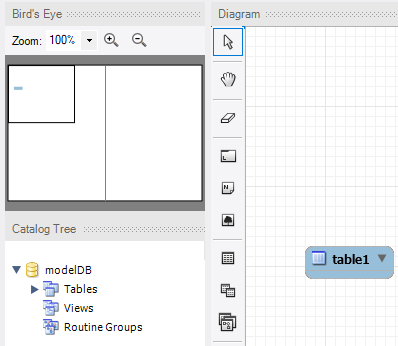 Bird's Eye
Zoom: 100%
Catalog Tree
modelDB
Tables
Views
Routine Groups
Diagram
L
N
table1